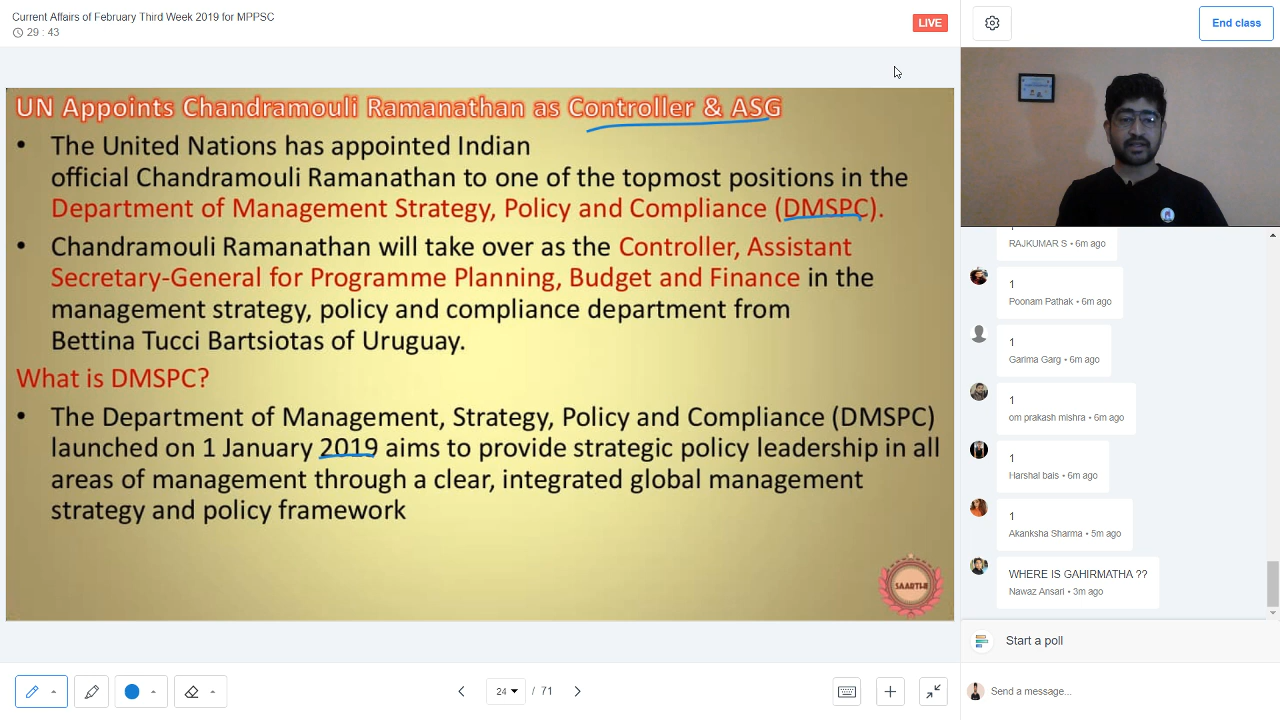 Current Affairs of February Third Week 2019 for MPPSC
29 : 43
LIVE
End class
UN Appoints Chandramouli Ramanathan as Controller & ASG
• The United Nations has appointed Indian
official Chandramouli Ramanathan to one of the topmost positions in the
Department of Management Strategy, Policy and Compliance (DMSPC).
• Chandramouli Ramanathan will take over as the Controller, Assistant
Secretary-General for Programme Planning, Budget and Finance in the
management strategy, policy and compliance department from
Bettina Tucci Bartsiotas of Uruguay.
What is DMSPC?
• The Department of Management, Strategy, Policy and Compliance (DMSPC)
launched on 1 January 2019 aims to provide strategic policy leadership in all
areas of management through a clear, integrated global management
strategy and policy framework
SAARTHI
RAJKUMAR S • 6m ago
1
Poonam Pathak • 6m ago
1
Garima Garg • 6m ago
1
om prakash mishra • 6m ago
1
Harshal bais • 6m ago
1
Akanksha Sharma • 5m ago
WHERE IS GAHIRMATHA ??
Nawaz Ansari • 3m ago
Start a poll
Send a message...
24 / 71